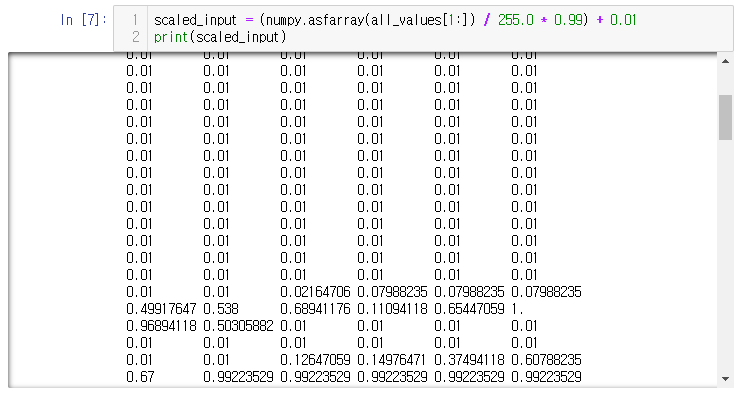 In [7]:
1 scaled_input = (numpy.asfarray(all_values[1:]) / 255.0 * 0.99) + 0.01
2 print(scaled_input)
0.01 0.01 0.01 0.01 0.01 0.01
0.01 0.01 0.01 0.01 0.01 0.01
0.01 0.01 0.01 0.01 0.01 0.01
0.01 0.01 0.01 0.01 0.01 0.01
0.01 0.01 0.01 0.01 0.01 0.01
0.01 0.01 0.01 0.01 0.01 0.01
0.01 0.01 0.01 0.01 0.01 0.01
0.01 0.01 0.01 0.01 0.01 0.01
0.01 0.01 0.01 0.01 0.01 0.01
0.01 0.01 0.01 0.01 0.01 0.01
0.01 0.01 0.01 0.01 0.01 0.01
0.01 0.01 0.01 0.01 0.01 0.01
0.01 0.01 0.01 0.01 0.01 0.01
0.01 0.01 0.01 0.01 0.01 0.01
0.01 0.01 0.02164706 0.07988235 0.07988235 0.07988235
0.49917647 0.538 0.68941176 0.11094118 0.65447059 1.
0.96894118 0.50305882 0.01 0.01 0.01 0.01
0.01 0.01 0.01 0.01 0.01 0.01
0.01 0.01 0.12647059 0.14976471 0.37494118 0.60788235
0.67 0.99223529 0.99223529 0.99223529 0.99223529 0.99223529